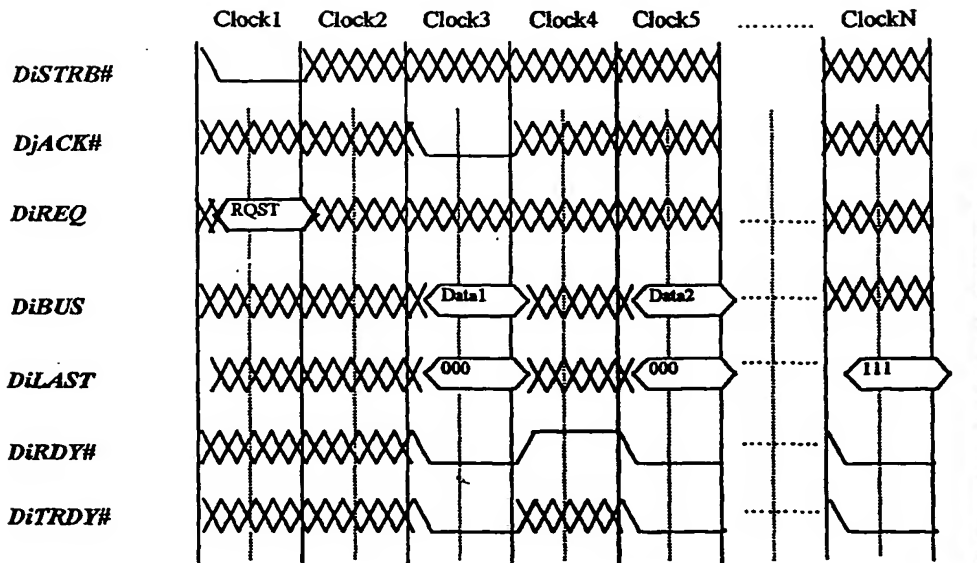 Clock1 Clock2 Clock3 Clock4 Clock5 .......... ClockN
DiSTRB#
DjACK#
DiREQ RQST
DiBUS Data1 Data2
DiLAST 000 000 111
DiRDY#
DiTRDY#